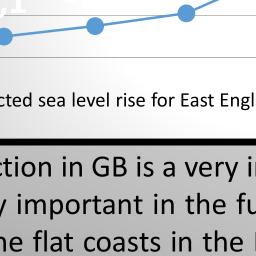 cted sea level rise for East Engl
ction in GB is a very i
y important in the fu
he flat coasts in the